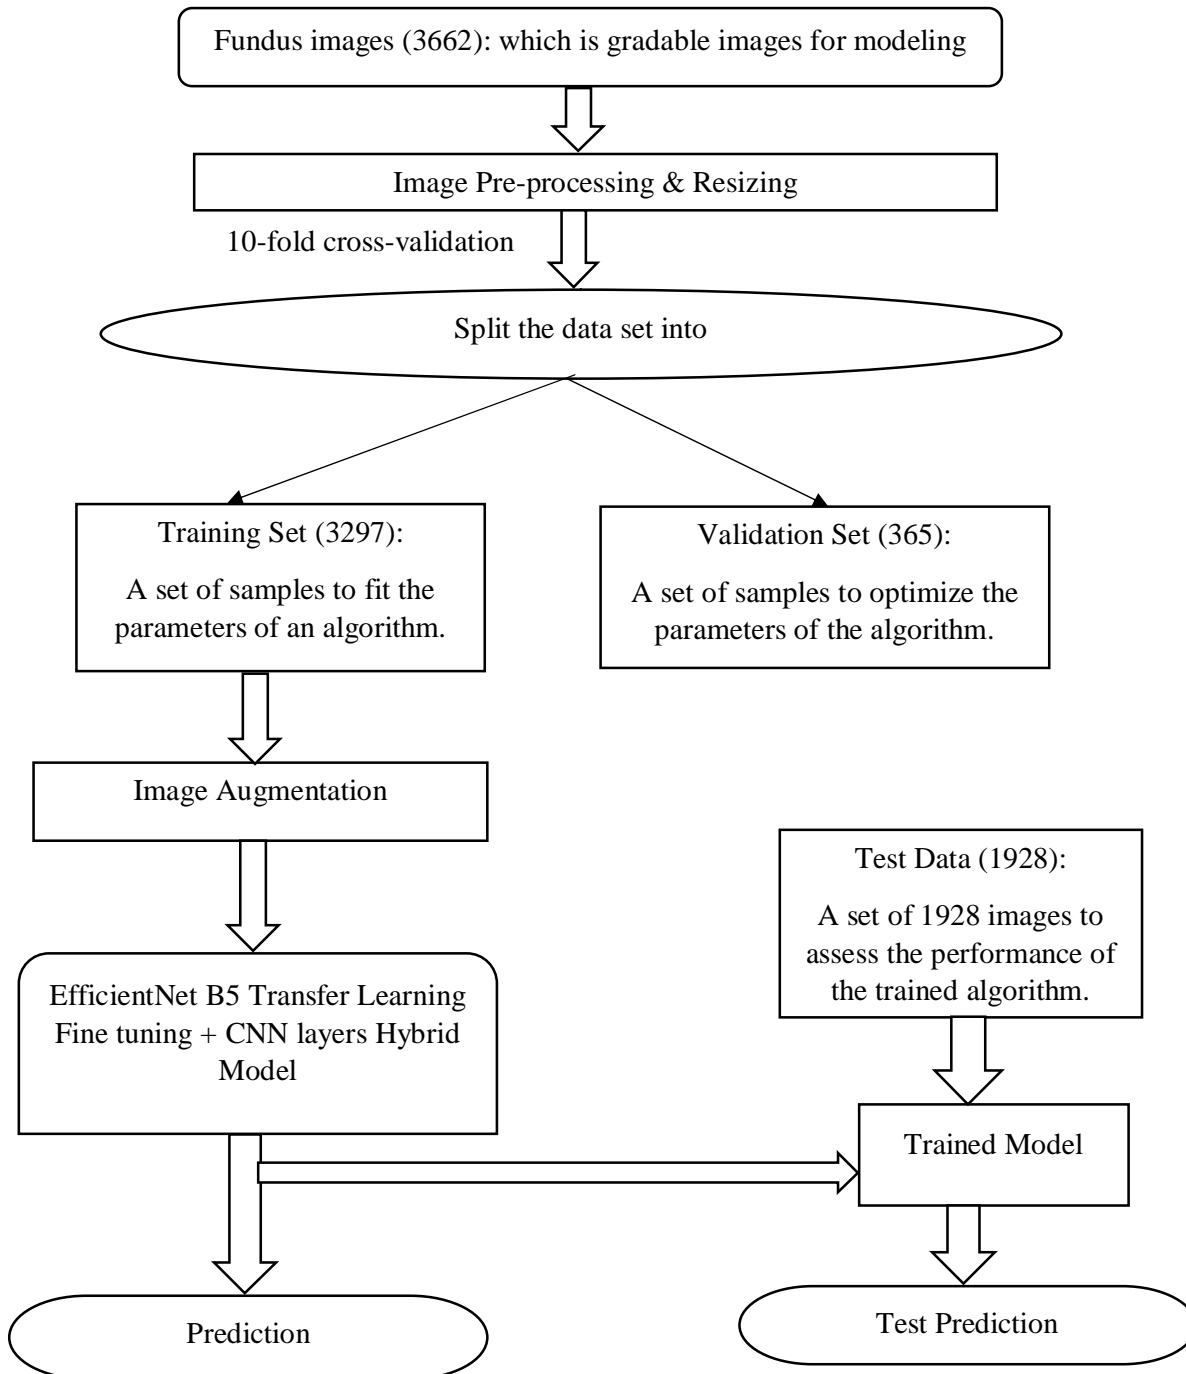 Fundus images (3662): which is gradable images for modeling
Image Pre-processing & Resizing
10-fold cross-validation
Split the data set into
Training Set (3297):
A set of samples to fit the
parameters of an algorithm.
Validation Set (365):
A set of samples to optimize the
parameters of the algorithm.
Image Augmentation
Test Data (1928):
A set of 1928 images to
assess the performance of
the trained algorithm.
EfficientNet B5 Transfer Learning
Fine tuning + CNN layers Hybrid
Model
Trained Model
Prediction
Test Prediction